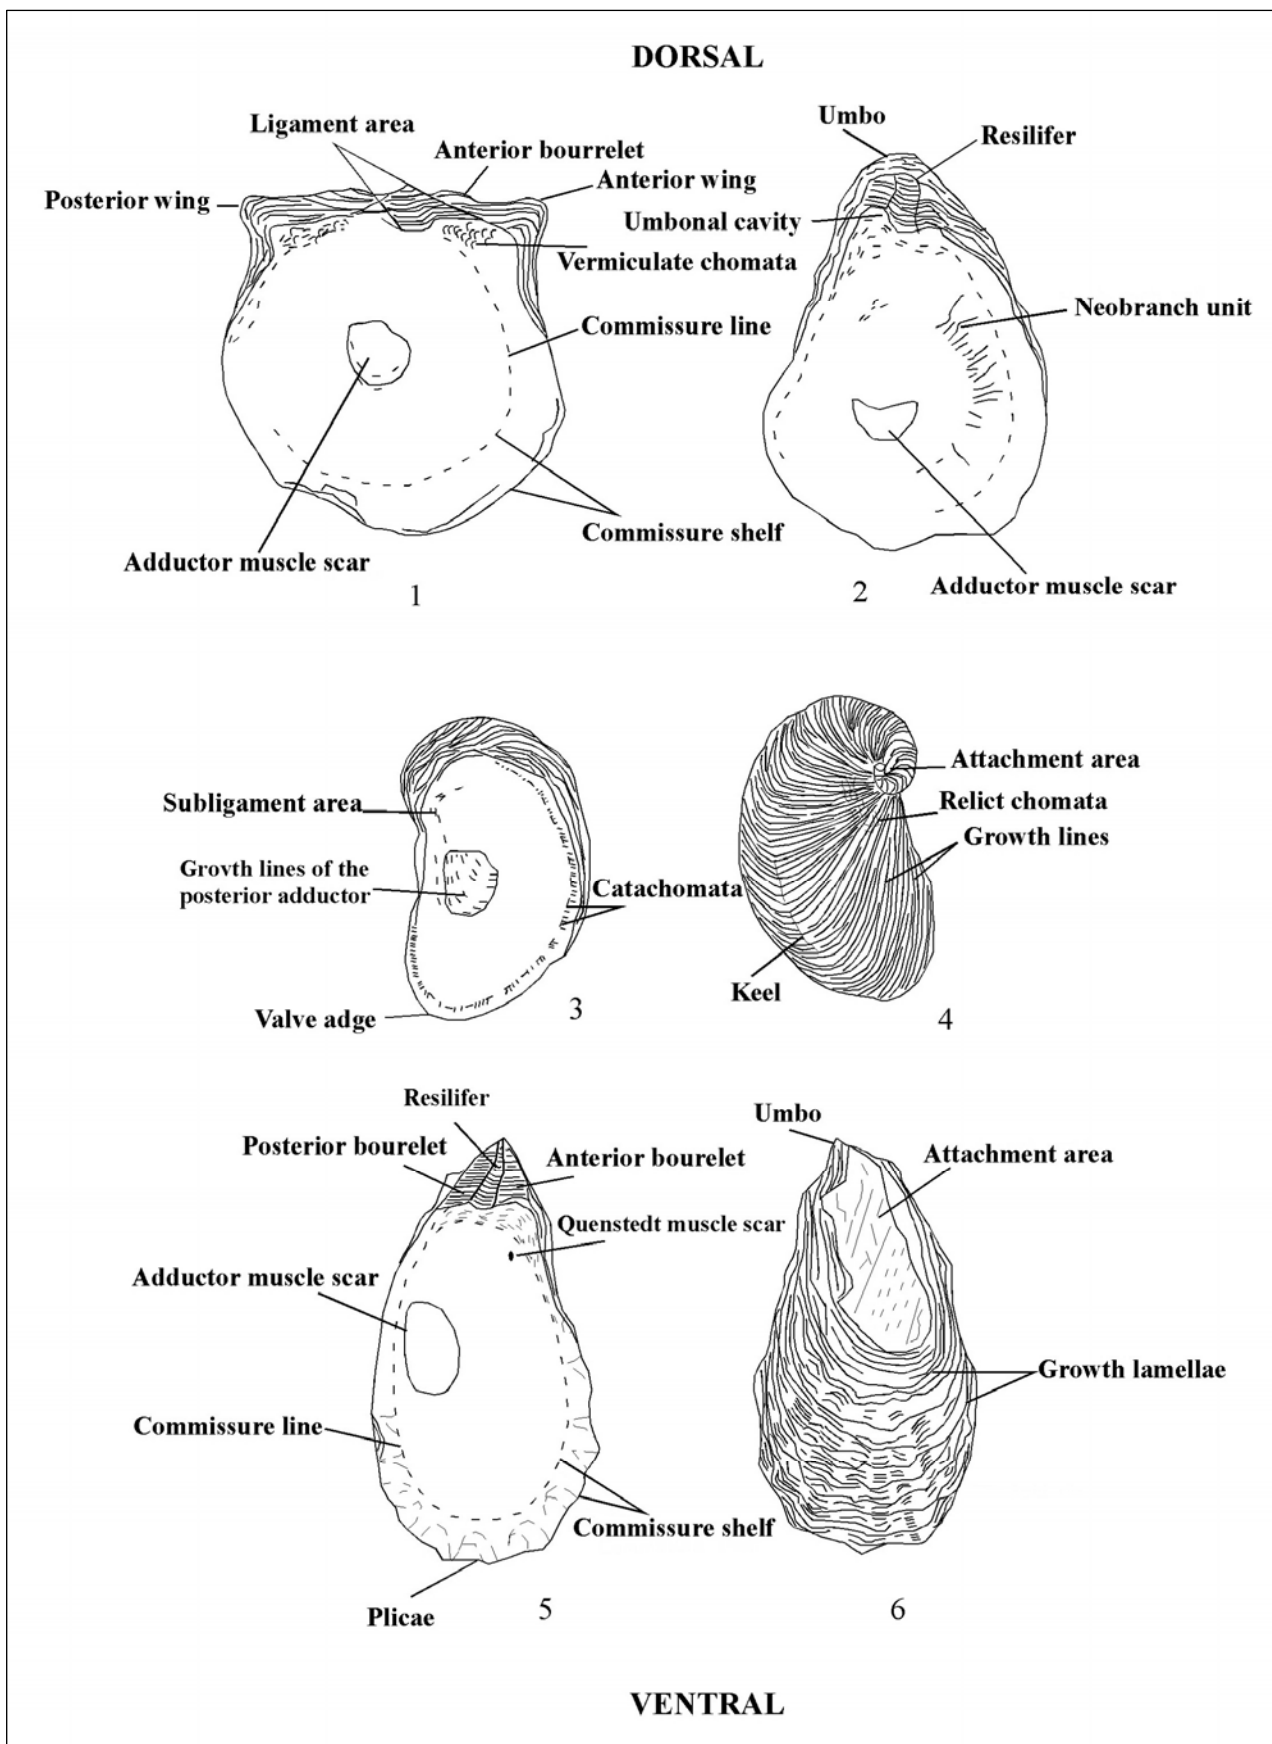 DORSAL
Ligament area
Anterior bourrelet
Posterior wing
Anterior wing
Vermiculate chomata
Commissure line
Commissure shelf
Adductor muscle scar
1
Umbo
Resilifer
Umbonal cavity
Neobranch unit
Adductor muscle scar
2
Subligament area
Grovth lines of the
posterior adductor
Catachomata
Valve adge
3
Attachment area
Relict chomata
Growth lines
Keel
4
Resilifer
Posterior bourelet
Anterior bourelet
Quenstedt muscle scar
Adductor muscle scar
Commissure line
Commissure shelf
Plicae
5
Umbo
Attachment area
Growth lamellae
6
VENTRAL